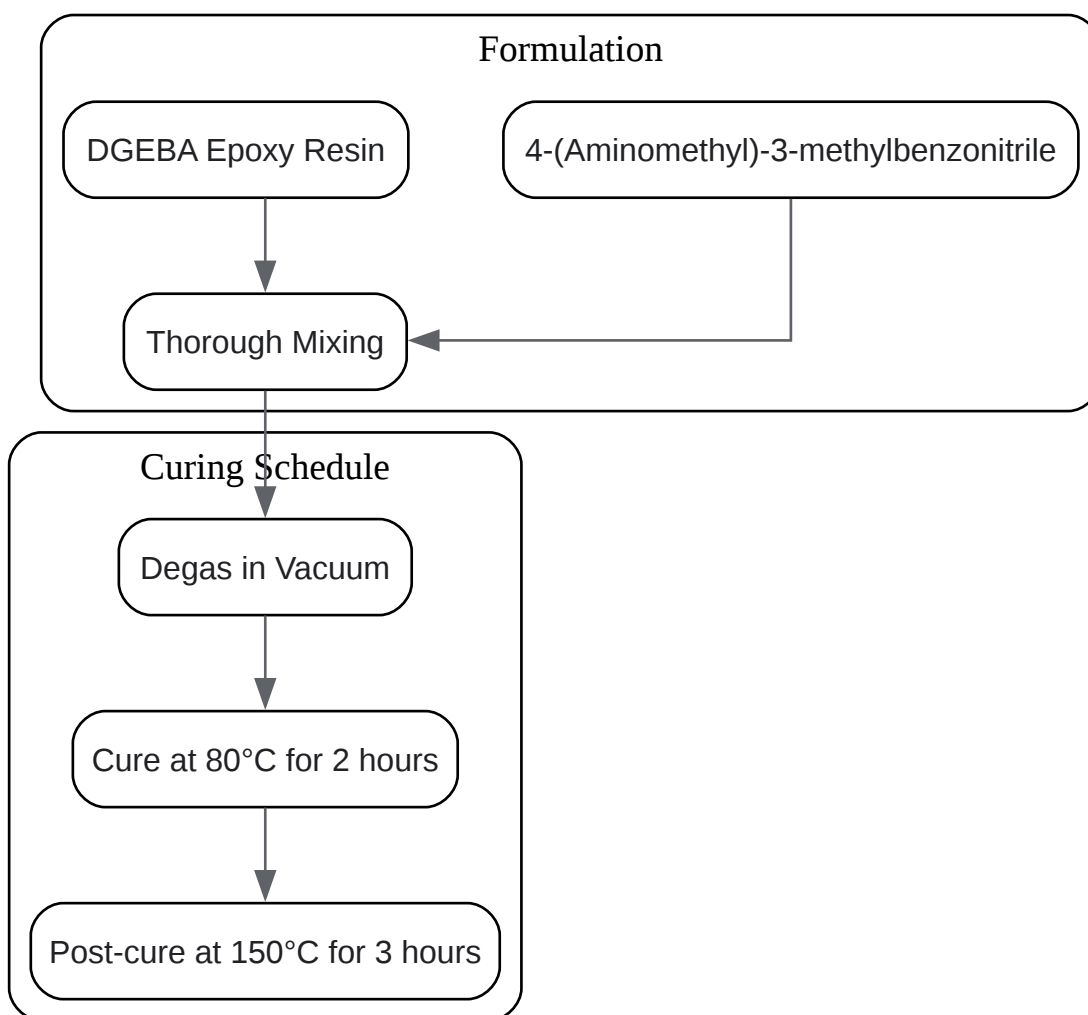 Formulation
DGEBA Epoxy Resin
4-(Aminomethyl)-3-methylbenzonitrile
Thorough Mixing
Curing Schedule
Degas in Vacuum
Cure at 80°C for 2 hours
Post-cure at 150°C for 3 hours